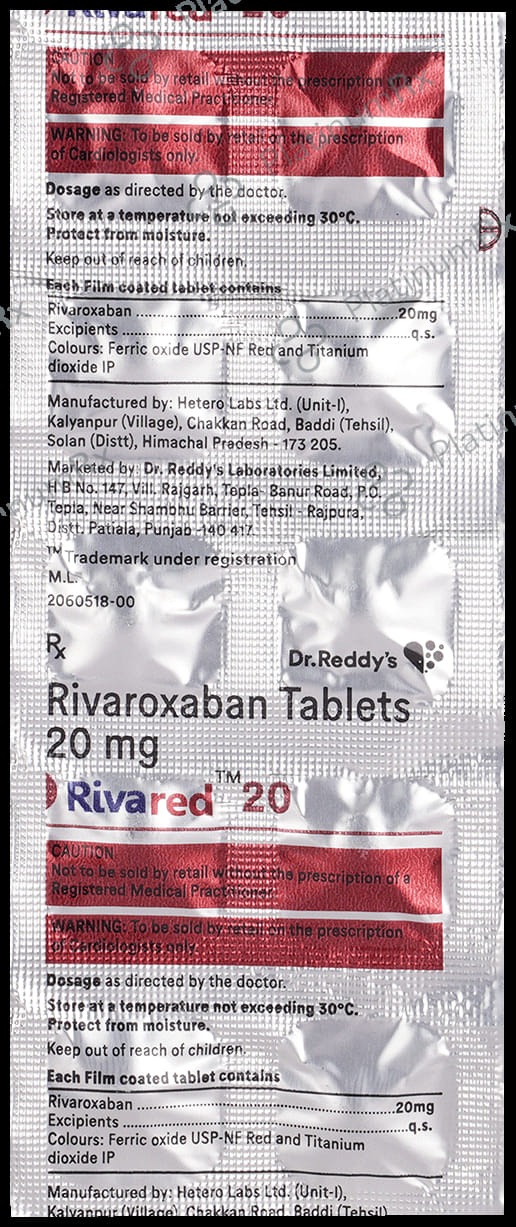 Rivared 20
CAUTION
Not to be sold by retail without the prescription of a
Registered Medical Practitioner
WARNING: To be sold by retail on the prescription
of Cardiologists only.
Dosage as directed by the doctor.
Store at a temperature not exceeding 30°C.
Protect from moisture.
Keep out of reach of children.
Each Film coated tablet contains
Rivaroxaban ................................................20mg
Excipients ....................................................q.s.
Colours: Ferric oxide USP-NF Red and Titanium
dioxide IP
Manufactured by: Hetero Labs Ltd. (Unit-I),
Kalyanpur (Village), Chakkan Road, Baddi (Tehsil),
Solan (Distt), Himachal Pradesh - 173 205.
Marketed by: Dr. Reddy's Laboratories Limited,
H B No. 147, Vill. Rajgarh, Tepla- Banur Road, P.O.
Tepla, Near Shambhu Barrier, Tehsil - Rajpura,
Distt. Patiala, Punjab -140 417.
™Trademark under registration
M.L.
2060518-00
Rx
Dr.Reddy's
Rivaroxaban Tablets
20 mg
Rivared™ 20
CAUTION
Not to be sold by retail without the prescription of a
Registered Medical Practitioner
WARNING: To be sold by retail on the prescription
of Cardiologists only.
Dosage as directed by the doctor.
Store at a temperature not exceeding 30°C.
Protect from moisture.
Keep out of reach of children.
Each Film coated tablet contains
Rivaroxaban ................................................20mg
Excipients ....................................................q.s.
Colours: Ferric oxide USP-NF Red and Titanium
dioxide IP
Manufactured by: Hetero Labs Ltd. (Unit-I),
Kalyanpur (Village), Chakkan Road, Baddi (Tehsil),
PlatinumRx